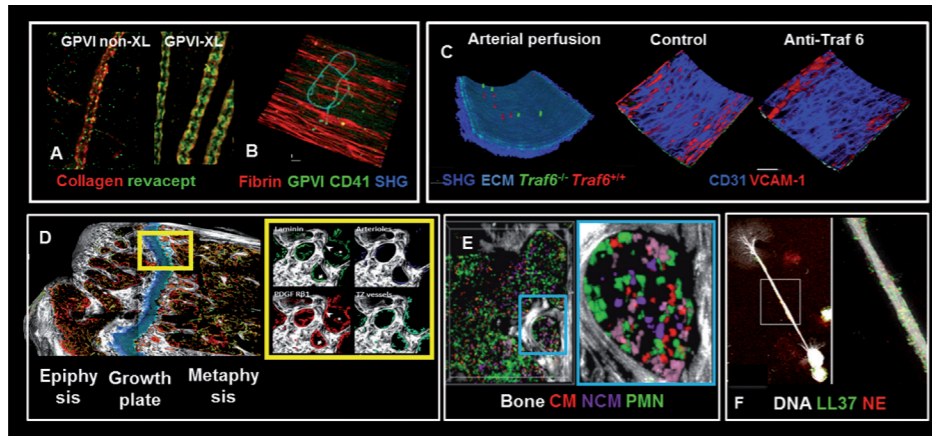 GPVI non-XL GPVI-XL
A
B
Collagen revacept
Fibrin GPVI CD41 SHG
C
Arterial perfusion
Control
Anti-Traf 6
SHG ECM Traf6-/- Traf6+/+
CD31 VCAM-1
D
Laminin
Arterioles
PDGF RB1
TZ vessels
Epiphy
sis
Growth
plate
Metaphy
sis
E
Bone CM NCM PMN
F
DNA LL37 NE